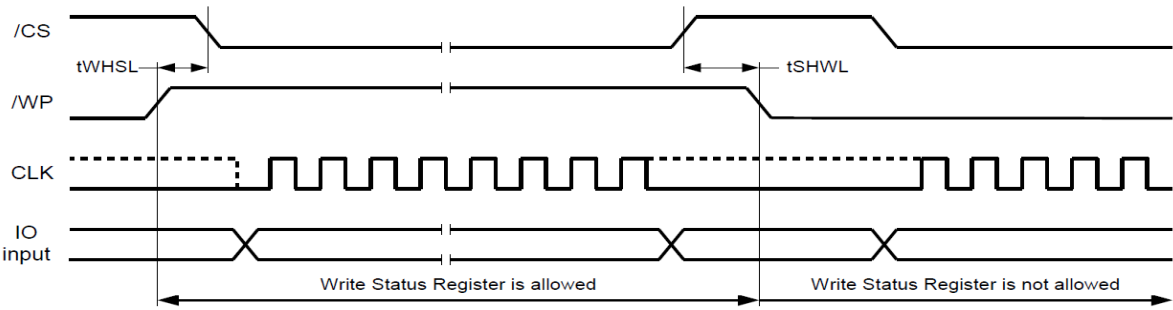 /CS
tWHSL
tSHWL
/WP
CLK
IO
input
Write Status Register is allowed
Write Status Register is not allowed